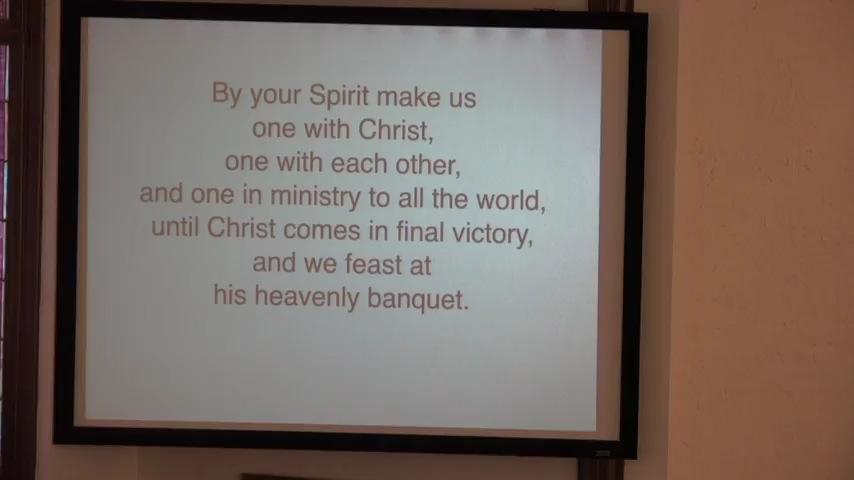 By your Spirit make us
one with Christ,
one with each other,
and one in ministry to all the world,
until Christ comes in final victory,
and we feast at
his heavenly banquet.